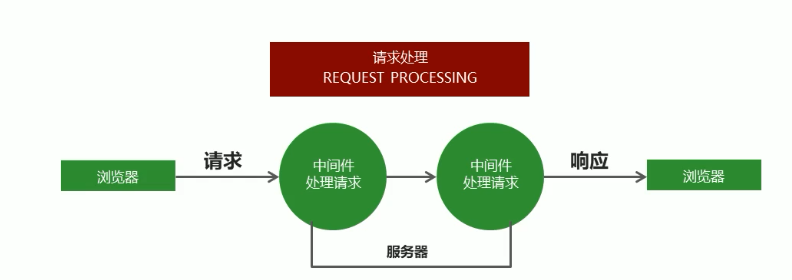 请求处理
REQUEST PROCESSING
浏览器
请求
中间件
处理请求
中间件
处理请求
响应
浏览器
服务器